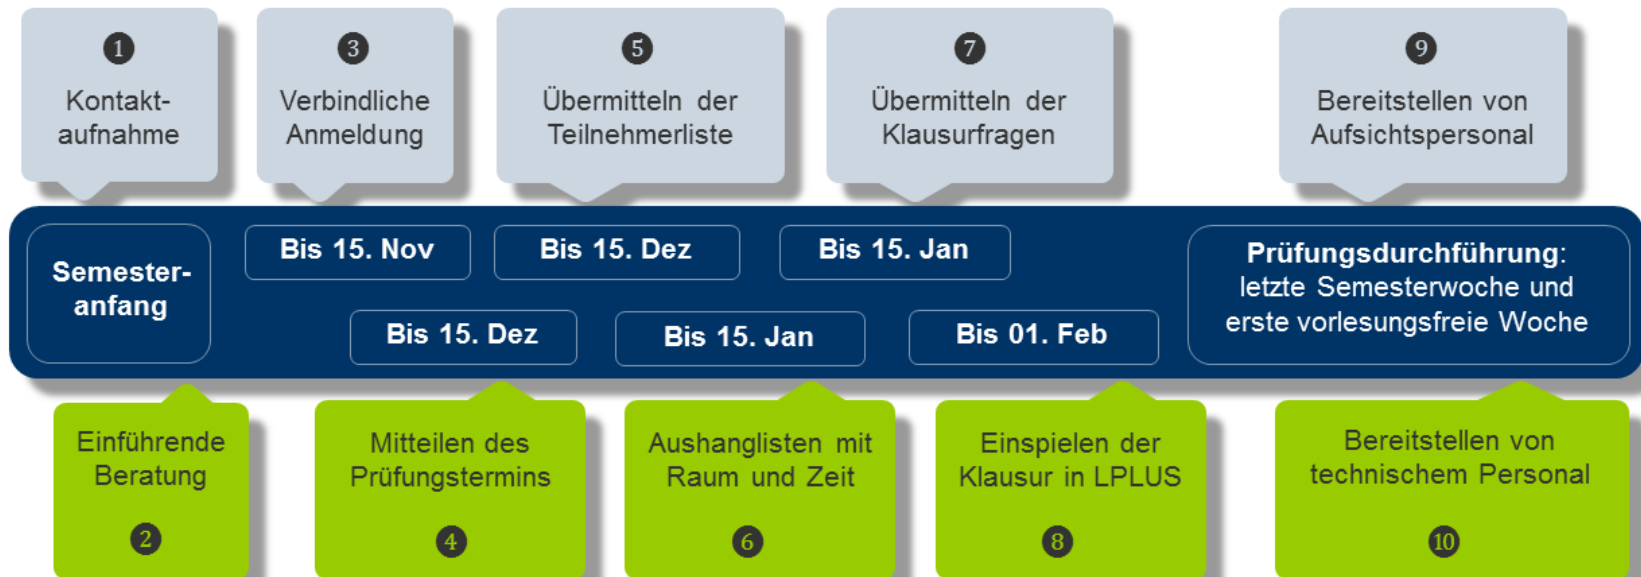 1
Kontakt-
aufnahme
3
Verbindliche
Anmeldung
5
Übermitteln der
Teilnehmerliste
7
Übermitteln der
Klausurfragen
9
Bereitstellen von
Aufsichtspersonal
Semester-
anfang
Bis 15. Nov
Bis 15. Dez
Bis 15. Jan
Bis 15. Dez
Bis 15. Jan
Bis 01. Feb
Prüfungsdurchführung:
letzte Semesterwoche und
erste vorlesungsfreie Woche
Einführende
Beratung
2
Mitteilen des
Prüfungstermins
4
Aushanglisten mit
Raum und Zeit
6
Einspielen der
Klausur in LPLUS
8
Bereitstellen von
technischem Personal
10